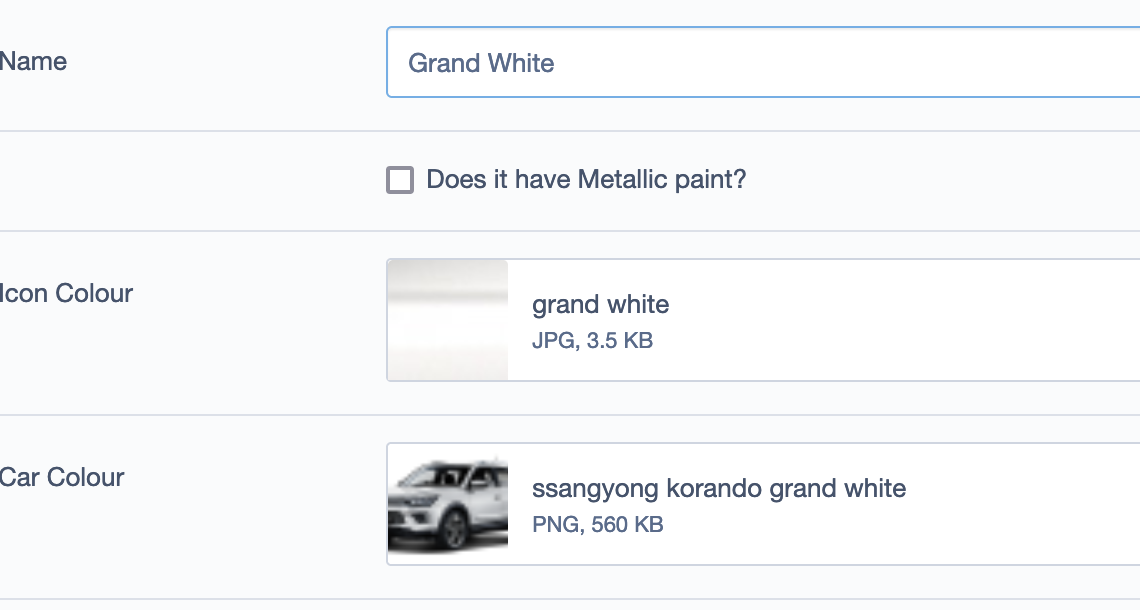 Name
Grand White
Does it have Metallic paint?
Icon Colour
grand white
JPG, 3.5 KB
Car Colour
ssangyong korando grand white
PNG, 560 KB